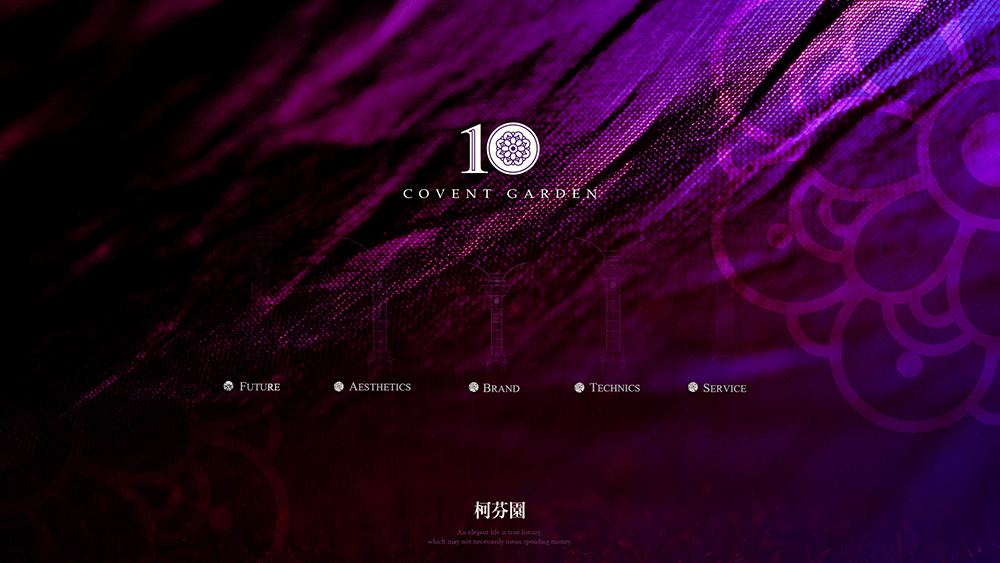 10
COVENT GARDEN
FUTURE
AESTHETICS
BRAND
TECHNICS
SERVICE
柯芬園
An elegant life is true luxury,
which may not necessarily mean spending money.